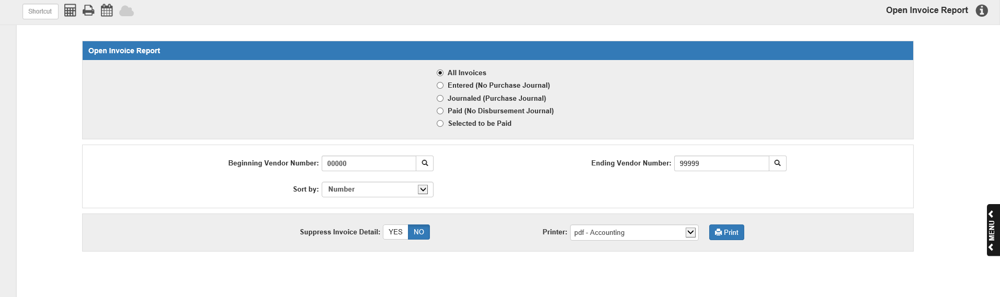 Shortcut
Open Invoice Report
Open Invoice Report
All Invoices
Entered (No Purchase Journal)
Journaled (Purchase Journal)
Paid (No Disbursement Journal)
Selected to be Paid
Beginning Vendor Number: 00000 Ending Vendor Number: 99999
Sort by: Number
Suppress Invoice Detail: YES NO Printer: pdf - Accounting Print
MENU